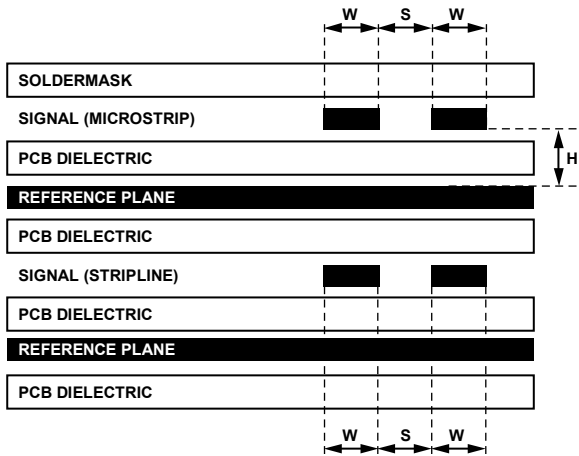 W S W
SOLDERMASK
SIGNAL (MICROSTRIP)
H
PCB DIELECTRIC
REFERENCE PLANE
PCB DIELECTRIC
SIGNAL (STRIPLINE)
PCB DIELECTRIC
REFERENCE PLANE
PCB DIELECTRIC
W S W